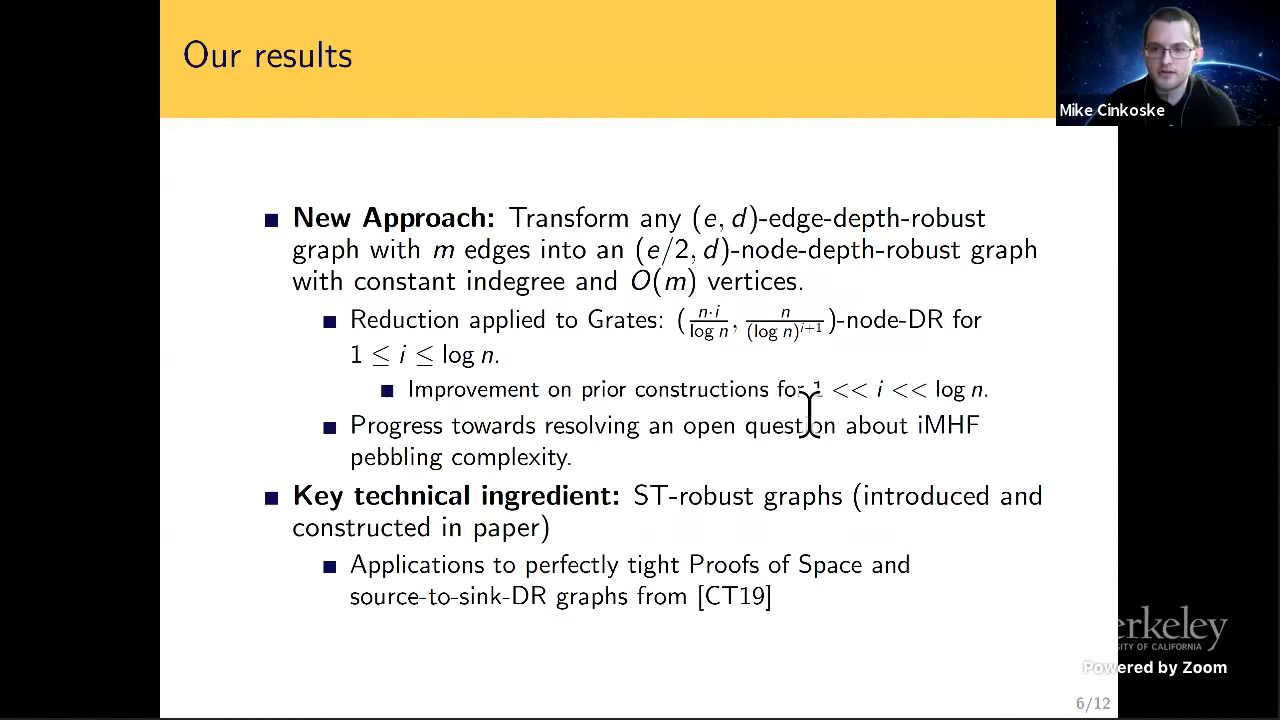 Our results
Mike Cinkoske
■ New Approach: Transform any (e, d)-edge-depth-robust
graph with m edges into an (e/2, d)-node-depth-robust graph
with constant indegree and O(m) vertices.
■ Reduction applied to Grates: (n·i/log n, n/(log n)^{i+1})-node-DR for
1 ≤ i ≤ log n.
■ Improvement on prior constructions for 1 << i << log n.
■ Progress towards resolving an open question about iMHF
pebbling complexity.
■ Key technical ingredient: ST-robust graphs (introduced and
constructed in paper)
■ Applications to perfectly tight Proofs of Space and
source-to-sink-DR graphs from [CT19]
erkeley
SITY OF CALIFORNIA
Powered by Zoom
6/12